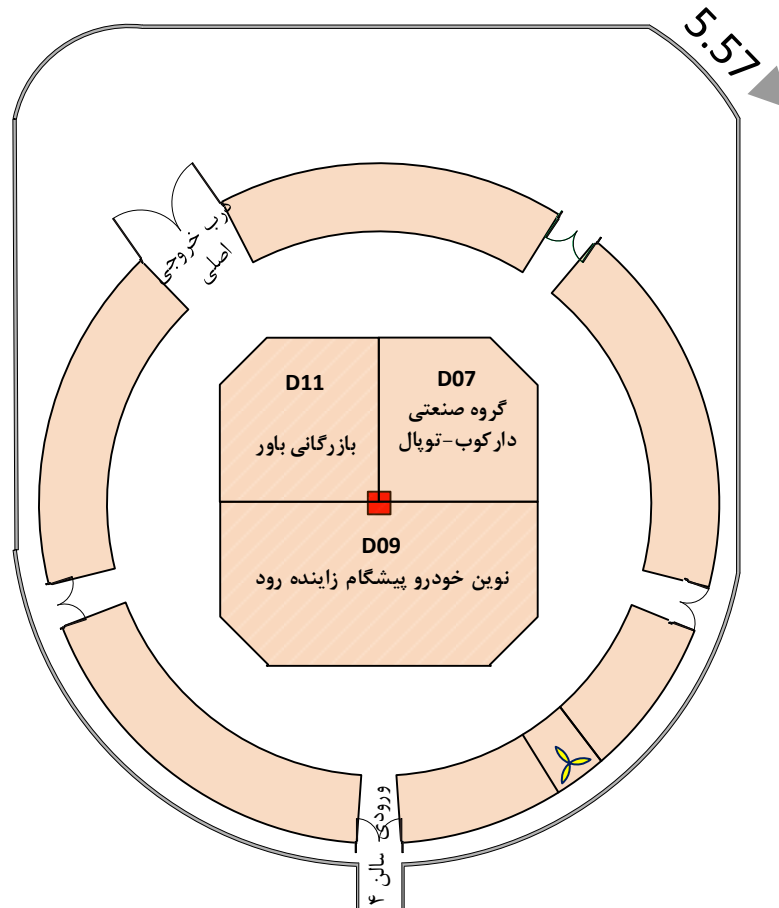 5.57
درب خروجی
اصلی
D11
بازرگانی باور
D07
گروه صنعتی
دارکوب-توپال
D09
نوین خودرو پیشگام زاینده رود
ورودی سالن ۴